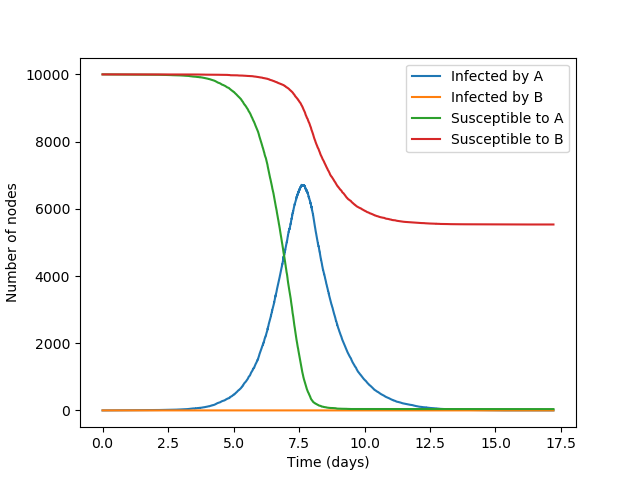 Infected by A
Infected by B
Susceptible to A
Susceptible to B
10000
8000
6000
4000
2000
0
Number of nodes
0.0 2.5 5.0 7.5 10.0 12.5 15.0 17.5
Time (days)